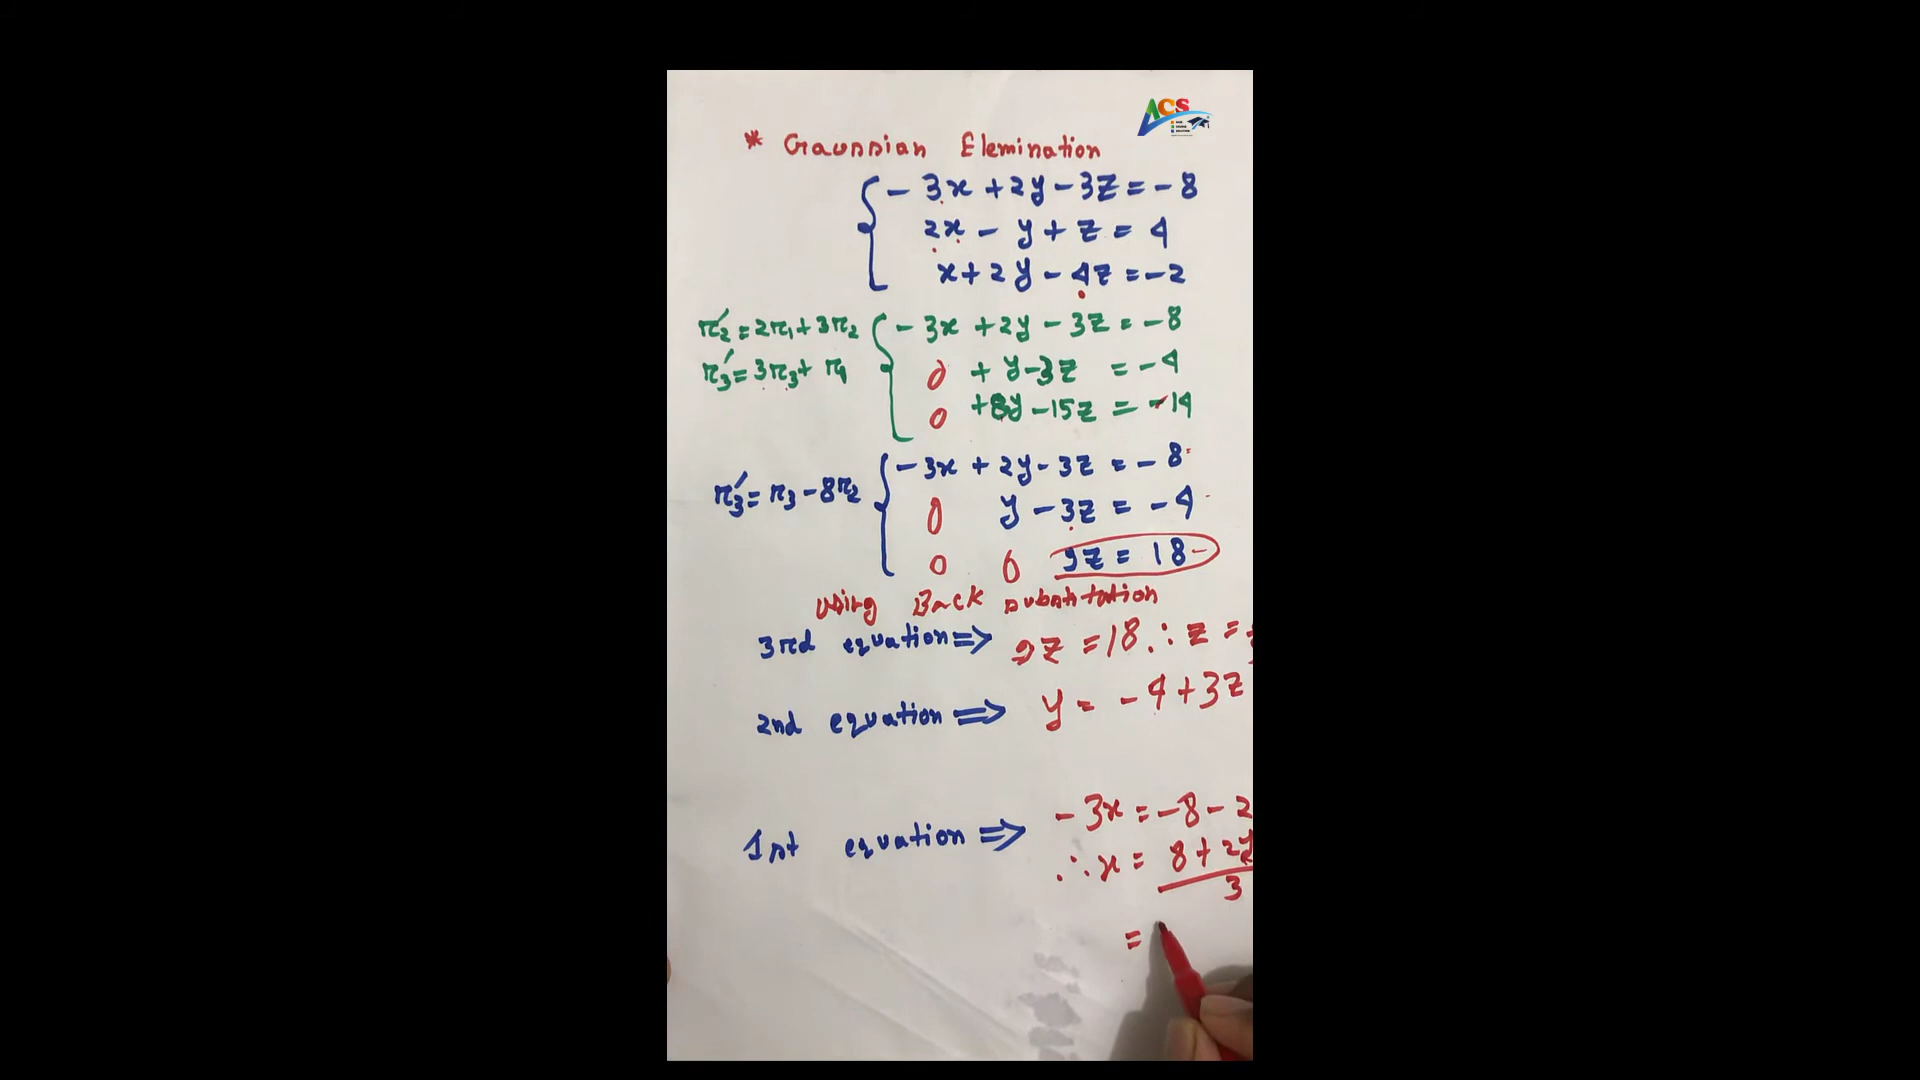 ACS
* Gaussian Elemination
- 3x + 2y - 3z = - 8
2x - y + z = 4
x + 2y - 4z = - 2
r₂′ = 2r₁ + 3r₂
- 3x + 2y - 3z = - 8
r₃′ = 3r₃ + r₁
0 + y - 3z = - 4
0 + 8y - 15z = - 14
- 3x + 2y - 3z = - 8
r₃′ = r₃ - 8r₂
0 y - 3z = - 4
0 0 9z = 18
using Back substitution
3rd equation => 9z = 18 ∴ z =
2nd equation => y = - 4 + 3z
- 3x = - 8 - 2
1st equation =>
∴ x = 8 + 2y
3
=